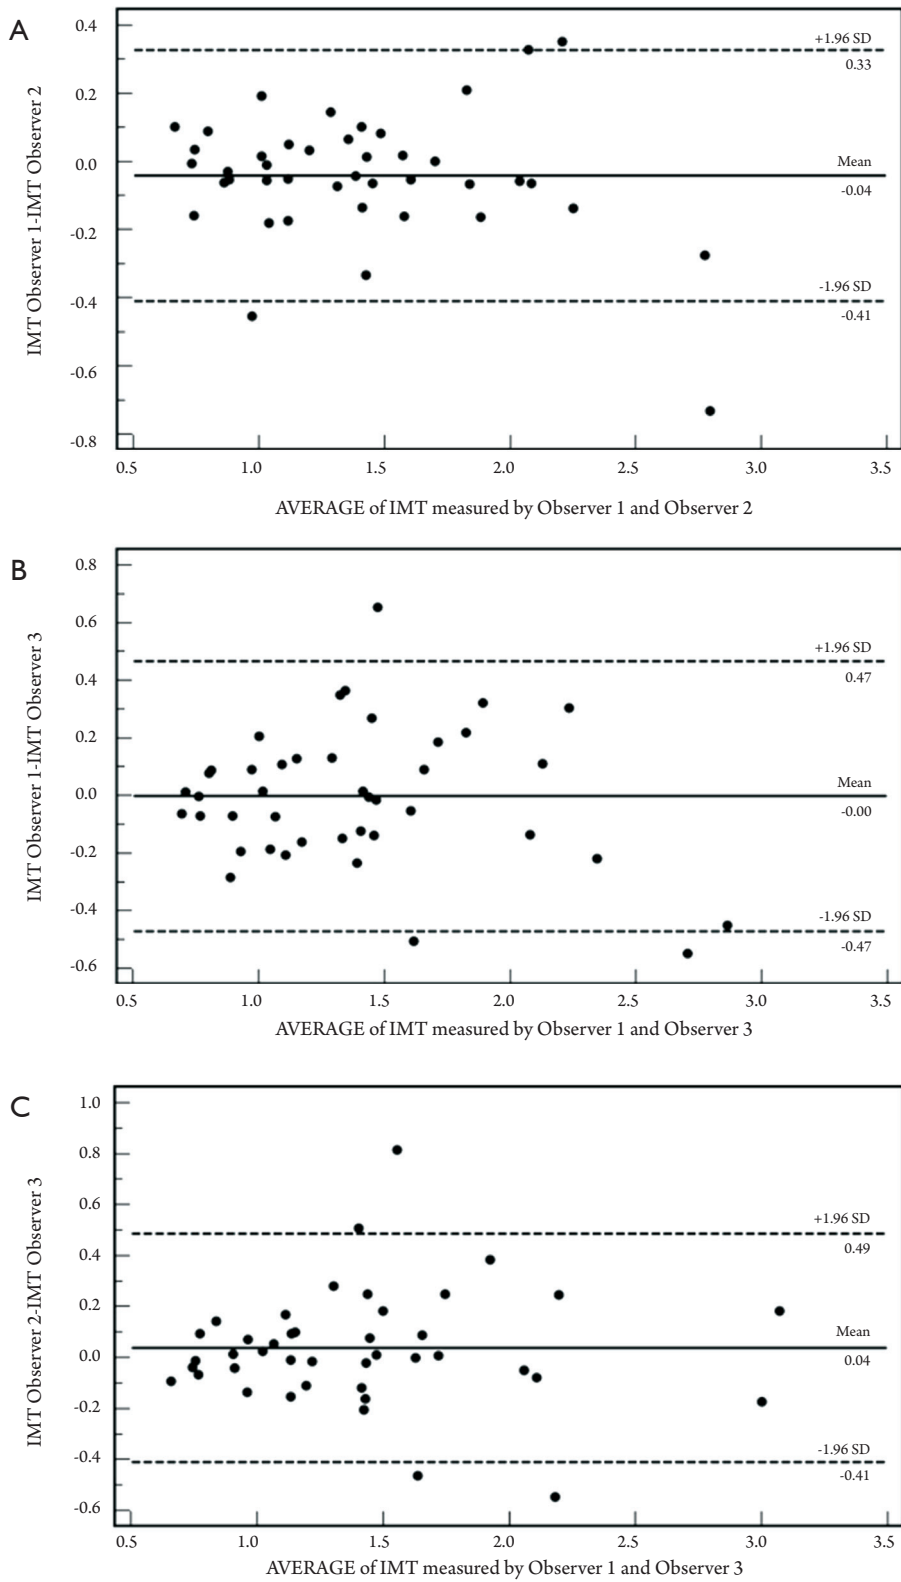 A
0.4
+1.96 SD
0.33
0.2
0.0
Mean
-0.04
-0.2
-0.4
-1.96 SD
-0.41
-0.6
-0.8
IMT Observer 1-IMT Observer 2
0.5 1.0 1.5 2.0 2.5 3.0 3.5
AVERAGE of IMT measured by Observer 1 and Observer 2
B
0.8
0.6
+1.96 SD
0.47
0.4
0.2
0.0
Mean
-0.00
-0.2
-0.4
-1.96 SD
-0.47
-0.6
IMT Observer 1-IMT Observer 3
0.5 1.0 1.5 2.0 2.5 3.0 3.5
AVERAGE of IMT measured by Observer 1 and Observer 3
C
1.0
0.8
0.6
+1.96 SD
0.49
0.4
0.2
Mean
0.04
0.0
-0.2
-0.4
-1.96 SD
-0.41
-0.6
IMT Observer 2-IMT Observer 3
0.5 1.0 1.5 2.0 2.5 3.0 3.5
AVERAGE of IMT measured by Observer 1 and Observer 3